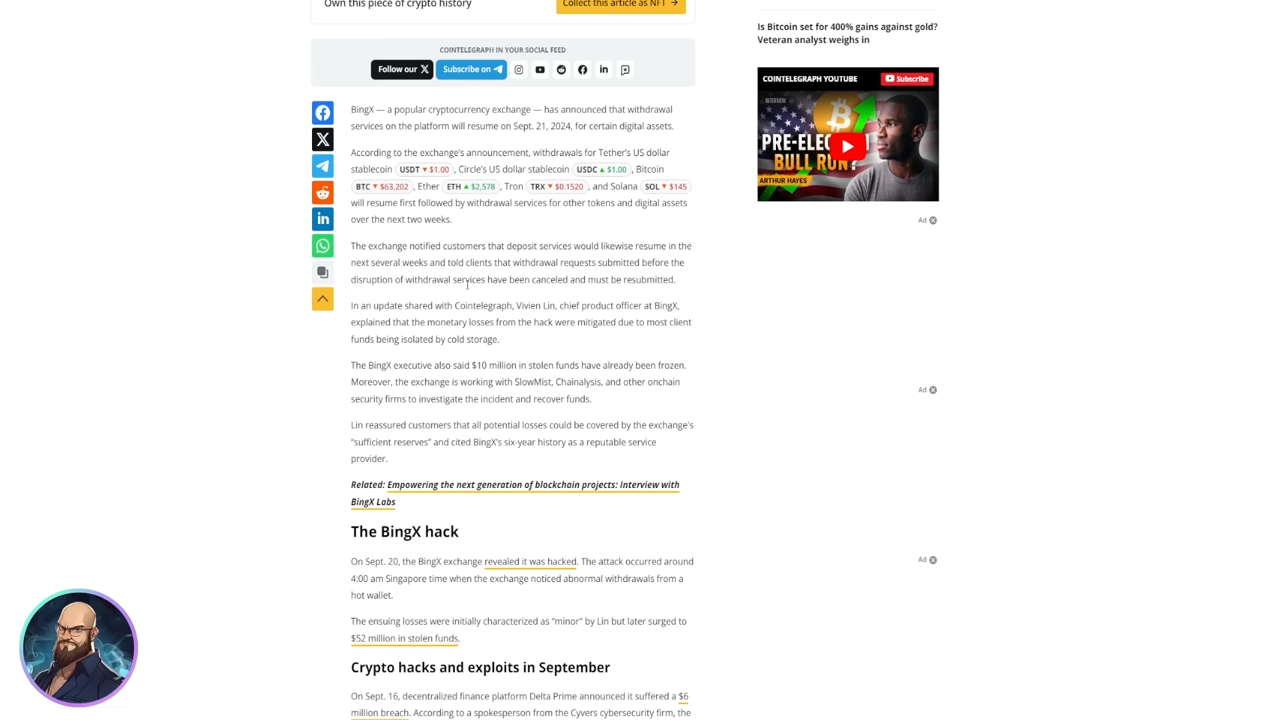 Own this piece of crypto history
Collect this article as NFT →
COINTELEGRAPH IN YOUR SOCIAL FEED
Follow our X
Subscribe on
BingX — a popular cryptocurrency exchange — has announced that withdrawal
services on the platform will resume on Sept. 21, 2024, for certain digital assets.
According to the exchange's announcement, withdrawals for Tether's US dollar
stablecoin USDT ▼ $1.00 , Circle's US dollar stablecoin USDC ▲ $1.00 , Bitcoin
BTC ▼ $63,202 , Ether ETH ▲ $2,578 , Tron TRX ▼ $0.1520 , and Solana SOL ▼ $145
will resume first followed by withdrawal services for other tokens and digital assets
over the next two weeks.
The exchange notified customers that deposit services would likewise resume in the
next several weeks and told clients that withdrawal requests submitted before the
disruption of withdrawal services have been canceled and must be resubmitted.
In an update shared with Cointelegraph, Vivien Lin, chief product officer at BingX,
explained that the monetary losses from the hack were mitigated due to most client
funds being isolated by cold storage.
The BingX executive also said $10 million in stolen funds have already been frozen.
Moreover, the exchange is working with SlowMist, Chainalysis, and other onchain
security firms to investigate the incident and recover funds.
Lin reassured customers that all potential losses could be covered by the exchange's
“sufficient reserves” and cited BingX's six-year history as a reputable service
provider.
Related: Empowering the next generation of blockchain projects: Interview with
BingX Labs
The BingX hack
On Sept. 20, the BingX exchange revealed it was hacked. The attack occurred around
4:00 am Singapore time when the exchange noticed abnormal withdrawals from a
hot wallet.
The ensuing losses were initially characterized as “minor” by Lin but later surged to
$52 million in stolen funds.
Crypto hacks and exploits in September
On Sept. 16, decentralized finance platform Delta Prime announced it suffered a $6
million breach. According to a spokesperson from the Cyvers cybersecurity firm, the
Is Bitcoin set for 400% gains against gold?
Veteran analyst weighs in
COINTELEGRAPH YOUTUBE
Subscribe
INTERVIEW
PRE-ELEC
BULL RUN?
ARTHUR HAYES
Ad
Ad
Ad